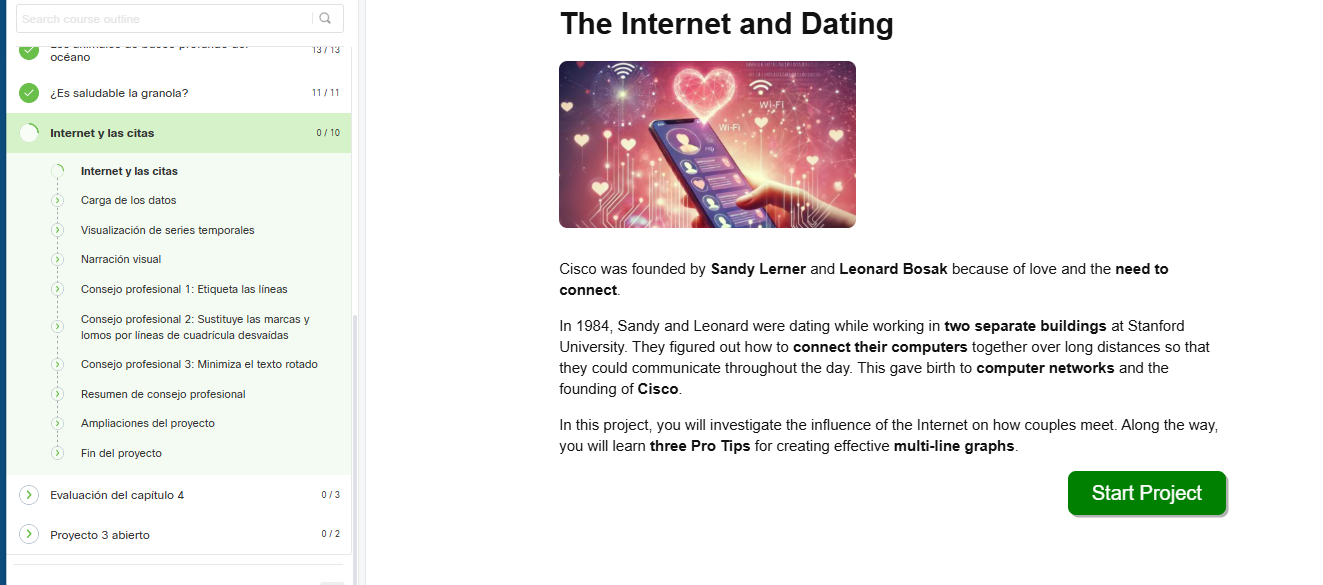 Search course outline
océano
13 / 13
¿Es saludable la granola?
11 / 11
Internet y las citas
0 / 10
Internet y las citas
Carga de los datos
Visualización de series temporales
Narración visual
Consejo profesional 1: Etiqueta las líneas
Consejo profesional 2: Sustituye las marcas y
lomos por líneas de cuadrícula desvaídas
Consejo profesional 3: Minimiza el texto rotado
Resumen de consejo profesional
Ampliaciones del proyecto
Fin del proyecto
Evaluación del capítulo 4
0 / 3
Proyecto 3 abierto
0 / 2
The Internet and Dating
Wi-Fi
Wi-Fi
Cisco was founded by Sandy Lerner and Leonard Bosak because of love and the need to
connect.
In 1984, Sandy and Leonard were dating while working in two separate buildings at Stanford
University. They figured out how to connect their computers together over long distances so that
they could communicate throughout the day. This gave birth to computer networks and the
founding of Cisco.
In this project, you will investigate the influence of the Internet on how couples meet. Along the way,
you will learn three Pro Tips for creating effective multi-line graphs.
Start Project